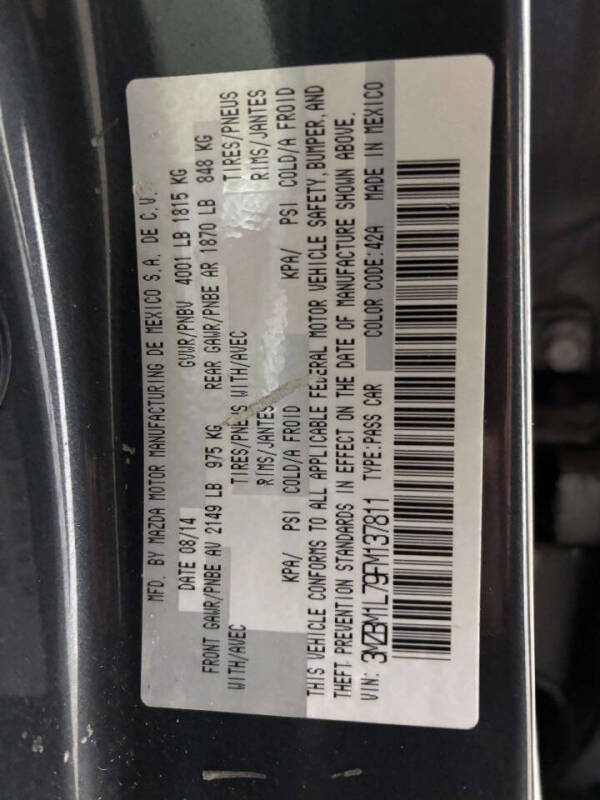 MFD. BY MAZDA MOTOR MANUFACTURING DE MEXICO S.A. DE C.V.
DATE 08/14 GVWR/PNBV 4001 LB 1815 KG
FRONT GAWR/PNBE AV 2149 LB 975 KG REAR GAWR/PNBE AR 1870 LB 848 KG
WITH/AVEC TIRES/PNEUS WITH/AVEC TIRES/PNEUS
RIMS/JANTES RIMS/JANTES
KPA/ PSI COLD/A FROID KPA/ PSI COLD/A FROID
THIS VEHICLE CONFORMS TO ALL APPLICABLE FEDERAL MOTOR VEHICLE SAFETY, BUMPER, AND
THEFT PREVENTION STANDARDS IN EFFECT ON THE DATE OF MANUFACTURE SHOWN ABOVE.
VIN: 3MZBM1L79FM137811 TYPE:PASS CAR COLOR CODE:42A MADE IN MEXICO